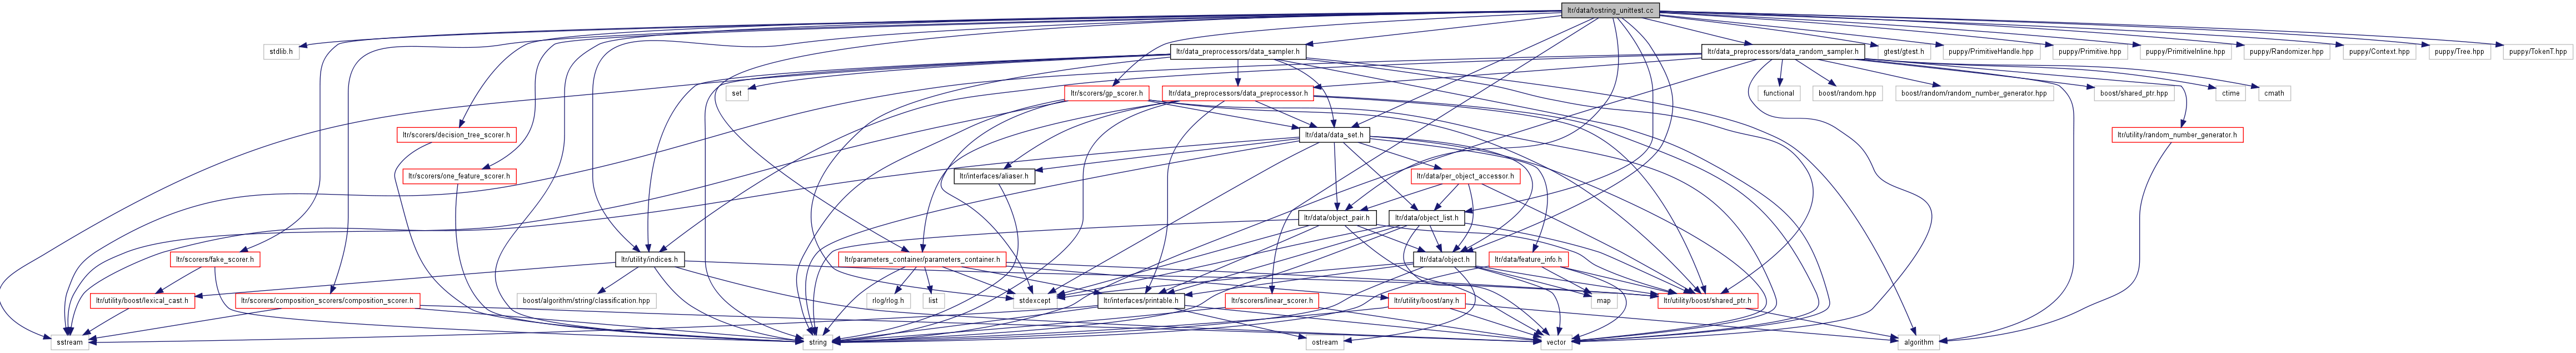 ltr/data/tostring_unittest.cc
stdlib.h
ltr/data_preprocessors/data_sampler.h
ltr/data_preprocessors/data_random_sampler.h
gtest/gtest.h
puppy/PrimitiveHandle.hpp
puppy/Primitive.hpp
puppy/PrimitiveInline.hpp
puppy/Randomizer.hpp
puppy/Context.hpp
puppy/Tree.hpp
puppy/TokenT.hpp
set
ltr/scorers/gp_scorer.h
ltr/data_preprocessors/data_preprocessor.h
functional
boost/random.hpp
boost/random/random_number_generator.hpp
boost/shared_ptr.hpp
ctime
cmath
ltr/scorers/decision_tree_scorer.h
ltr/data/data_set.h
ltr/utility/random_number_generator.h
ltr/scorers/one_feature_scorer.h
ltr/interfaces/aliaser.h
ltr/data/per_object_accessor.h
ltr/data/object_pair.h
ltr/data/object_list.h
ltr/scorers/fake_scorer.h
ltr/utility/indices.h
ltr/parameters_container/parameters_container.h
ltr/data/object.h
ltr/data/feature_info.h
ltr/utility/boost/lexical_cast.h
ltr/scorers/composition_scorers/composition_scorer.h
boost/algorithm/string/classification.hpp
rlog/rlog.h
list
stdexcept
ltr/interfaces/printable.h
ltr/scorers/linear_scorer.h
ltr/utility/boost/any.h
map
ltr/utility/boost/shared_ptr.h
sstream
string
ostream
vector
algorithm